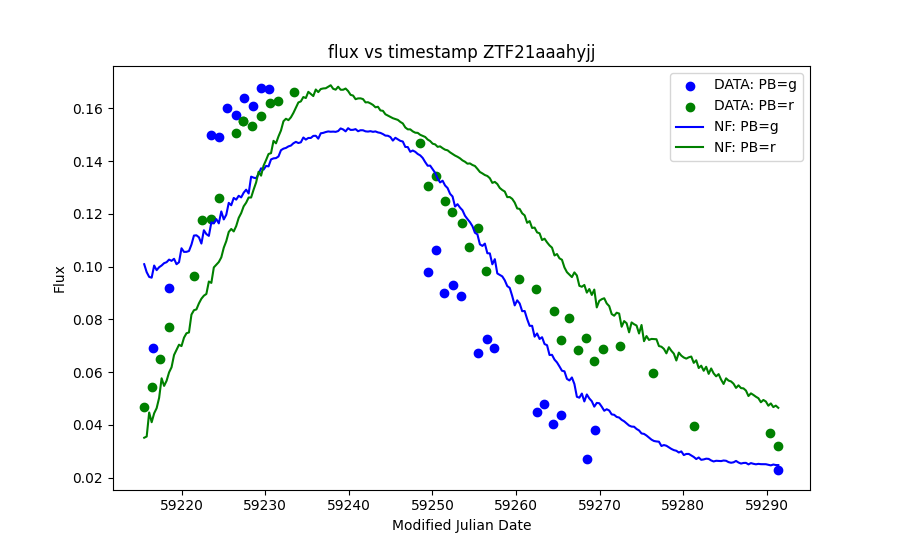 flux vs timestamp ZTF21aaahyjj
DATA: PB=g
DATA: PB=r
NF: PB=g
NF: PB=r
Flux
0.16
0.14
0.12
0.10
0.08
0.06
0.04
0.02
59220 59230 59240 59250 59260 59270 59280 59290
Modified Julian Date